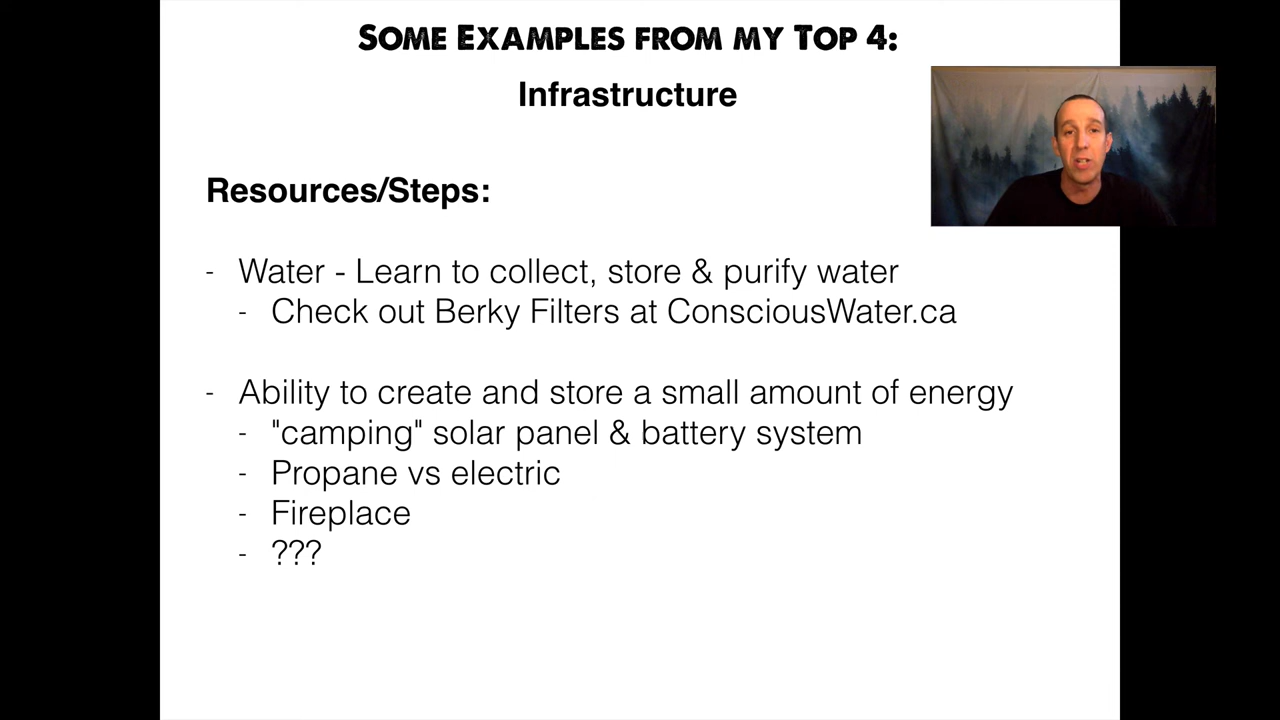 Some Examples from my Top 4:
Infrastructure
Resources/Steps:
- Water - Learn to collect, store & purify water
- Check out Berky Filters at ConsciousWater.ca
- Ability to create and store a small amount of energy
- "camping" solar panel & battery system
- Propane vs electric
- Fireplace
- ???